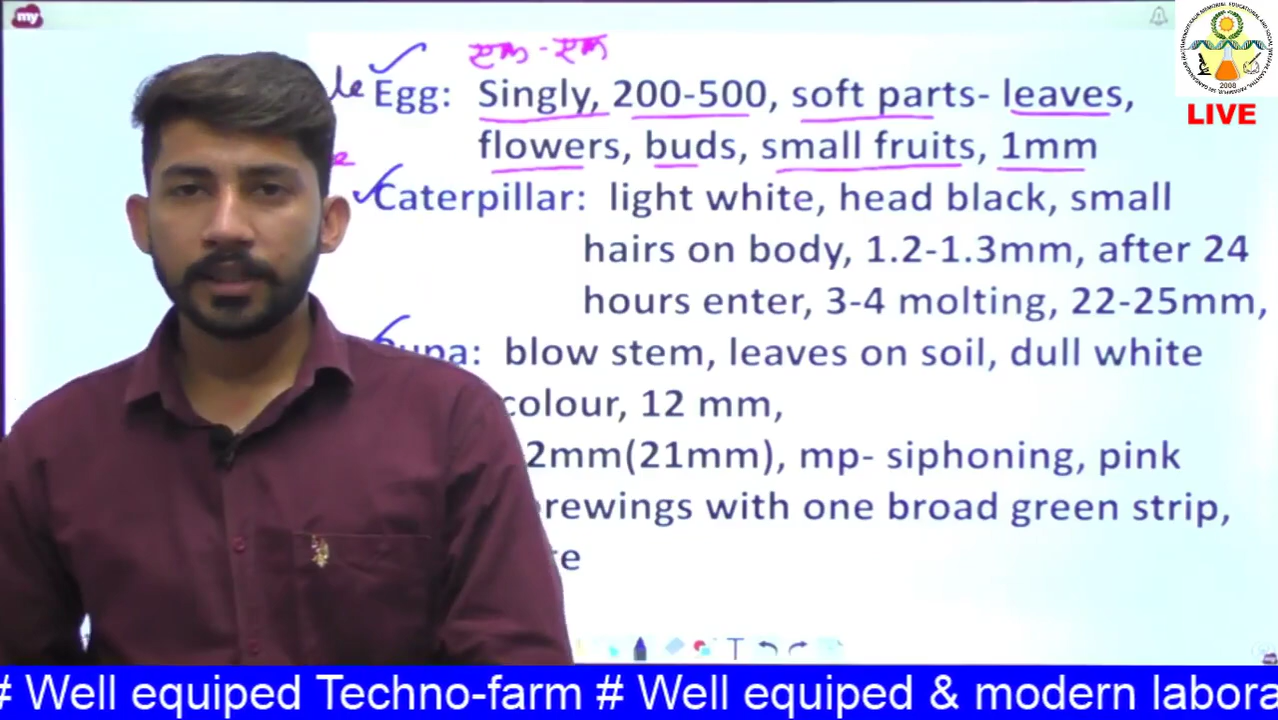 my
एक - एक
Egg: Singly, 200-500, soft parts- leaves,
flowers, buds, small fruits, 1mm
Caterpillar: light white, head black, small
hairs on body, 1.2-1.3mm, after 24
hours enter, 3-4 molting, 22-25mm,
blow stem, leaves on soil, dull white
colour, 12 mm,
2mm(21mm), mp- siphoning, pink
rewings with one broad green strip,
2008
LIVE
# Well equiped Techno-farm # Well equiped & modern labora